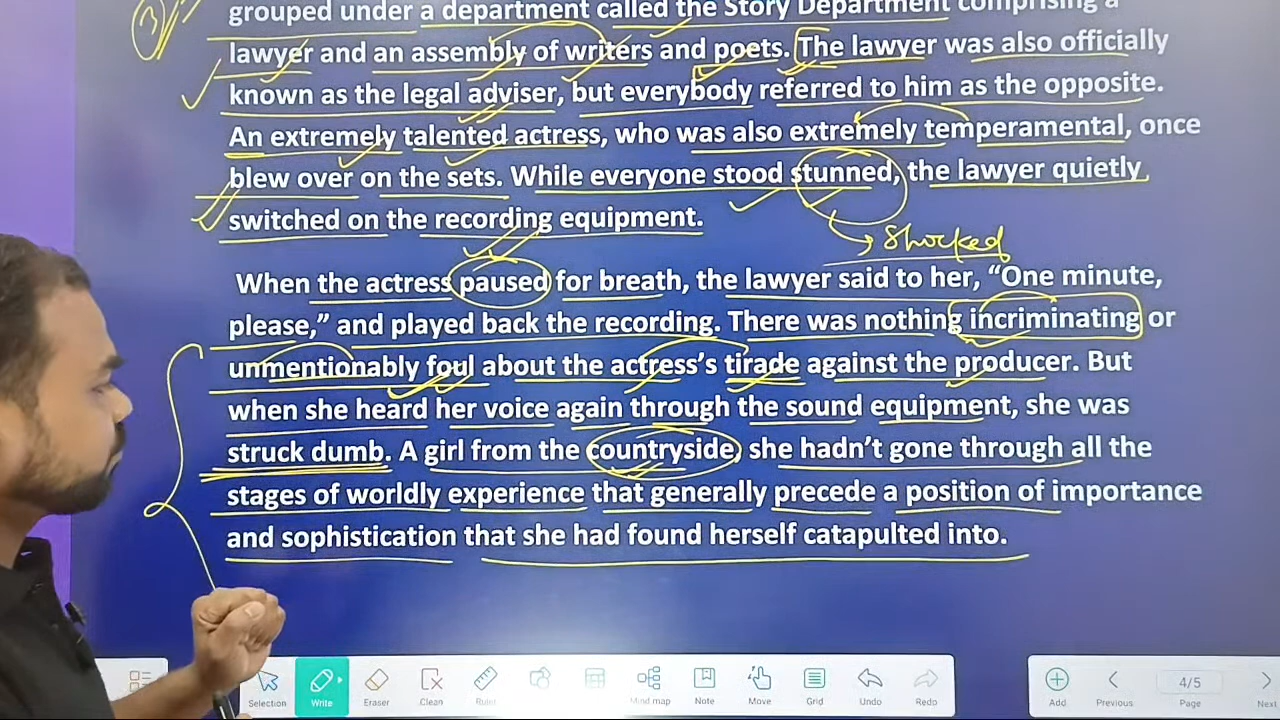 grouped under a department called the Story Department comprising a
lawyer and an assembly of writers and poets. The lawyer was also officially
known as the legal adviser, but everybody referred to him as the opposite.
An extremely talented actress, who was also extremely temperamental, once
blew over on the sets. While everyone stood stunned, the lawyer quietly
switched on the recording equipment.
Shocked
When the actress paused for breath, the lawyer said to her, “One minute,
please,” and played back the recording. There was nothing incriminating or
unmentionably foul about the actress’s tirade against the producer. But
when she heard her voice again through the sound equipment, she was
struck dumb. A girl from the countryside, she hadn’t gone through all the
stages of worldly experience that generally precede a position of importance
and sophistication that she had found herself catapulted into.
Selection Write Eraser Clean Ruler Mind map Note Move Grid Undo Redo Add Previous 4/5 Page Next